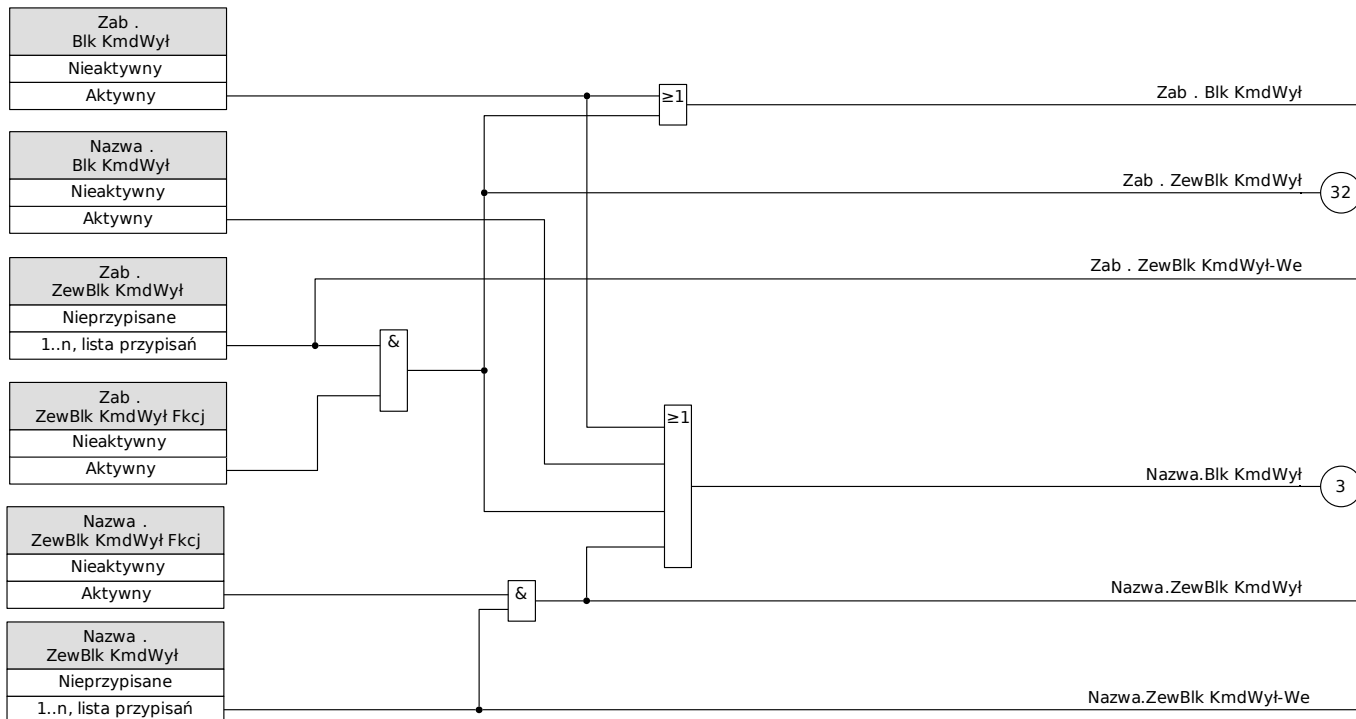 Zab .
Blk KmdWył
Nieaktywny
Aktywny
≥1
Zab . Blk KmdWył
Nazwa .
Blk KmdWył
Nieaktywny
Aktywny
Zab . ZewBlk KmdWył
32
Zab .
ZewBlk KmdWył
Nieprzypisane
1..n, lista przypisań
Zab . ZewBlk KmdWył-We
&
Zab .
ZewBlk KmdWył Fkcj
Nieaktywny
Aktywny
≥1
Nazwa.Blk KmdWył
3
Nazwa .
ZewBlk KmdWył Fkcj
Nieaktywny
Aktywny
&
Nazwa.ZewBlk KmdWył
Nazwa .
ZewBlk KmdWył
Nieprzypisane
1..n, lista przypisań
Nazwa.ZewBlk KmdWył-We